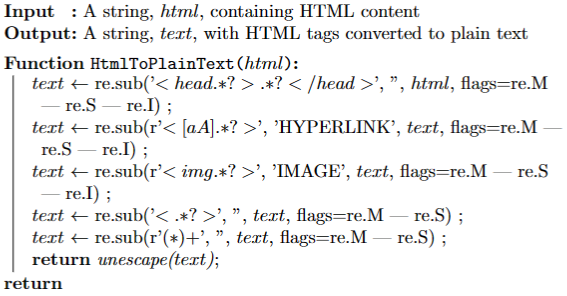 Input : A string, html, containing HTML content
Output: A string, text, with HTML tags converted to plain text
Function HtmlToPlainText(html):
text ← re.sub('< head.*? > .*? < /head >', ”, html, flags=re.M
— re.S — re.I) ;
text ← re.sub(r'< [aA].*? >', 'HYPERLINK', text, flags=re.M —
re.S — re.I) ;
text ← re.sub(r'< img.*? >', 'IMAGE', text, flags=re.M — re.S
— re.I) ;
text ← re.sub('< .*? >', ”, text, flags=re.M — re.S) ;
text ← re.sub(r'(*)+', ”, text, flags=re.M — re.S) ;
return unescape(text);
return